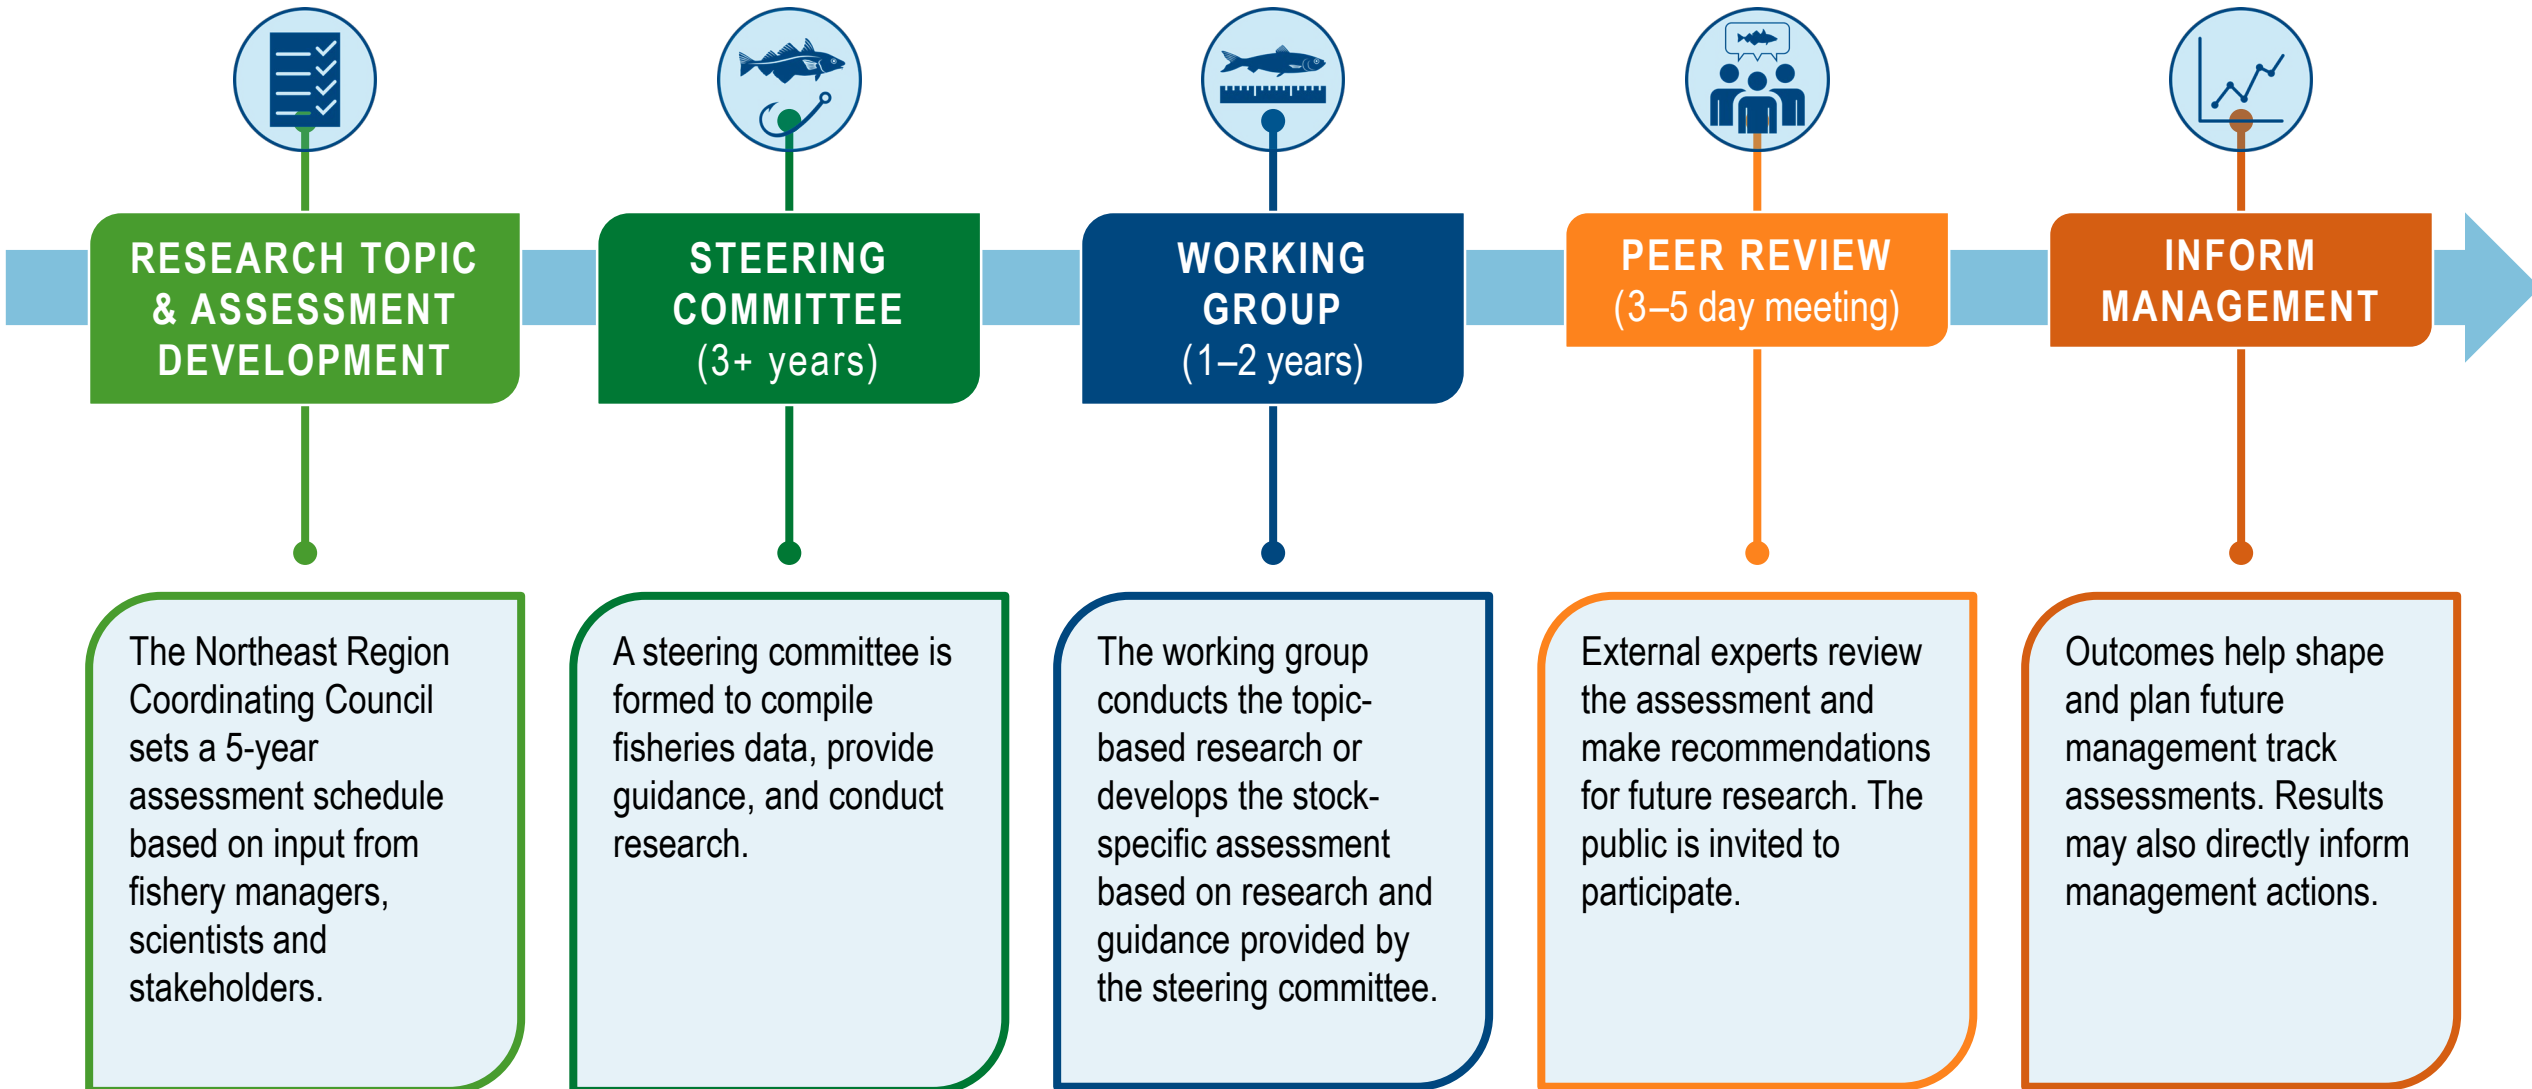 RESEARCH TOPIC
& ASSESSMENT
DEVELOPMENT
STEERING
COMMITTEE
(3+ years)
WORKING
GROUP
(1–2 years)
PEER REVIEW
(3–5 day meeting)
INFORM
MANAGEMENT
The Northeast Region
Coordinating Council
sets a 5-year
assessment schedule
based on input from
fishery managers,
scientists and
stakeholders.
A steering committee is
formed to compile
fisheries data, provide
guidance, and conduct
research.
The working group
conducts the topic-
based research or
develops the stock-
specific assessment
based on research and
guidance provided by
the steering committee.
External experts review
the assessment and
make recommendations
for future research. The
public is invited to
participate.
Outcomes help shape
and plan future
management track
assessments. Results
may also directly inform
management actions.